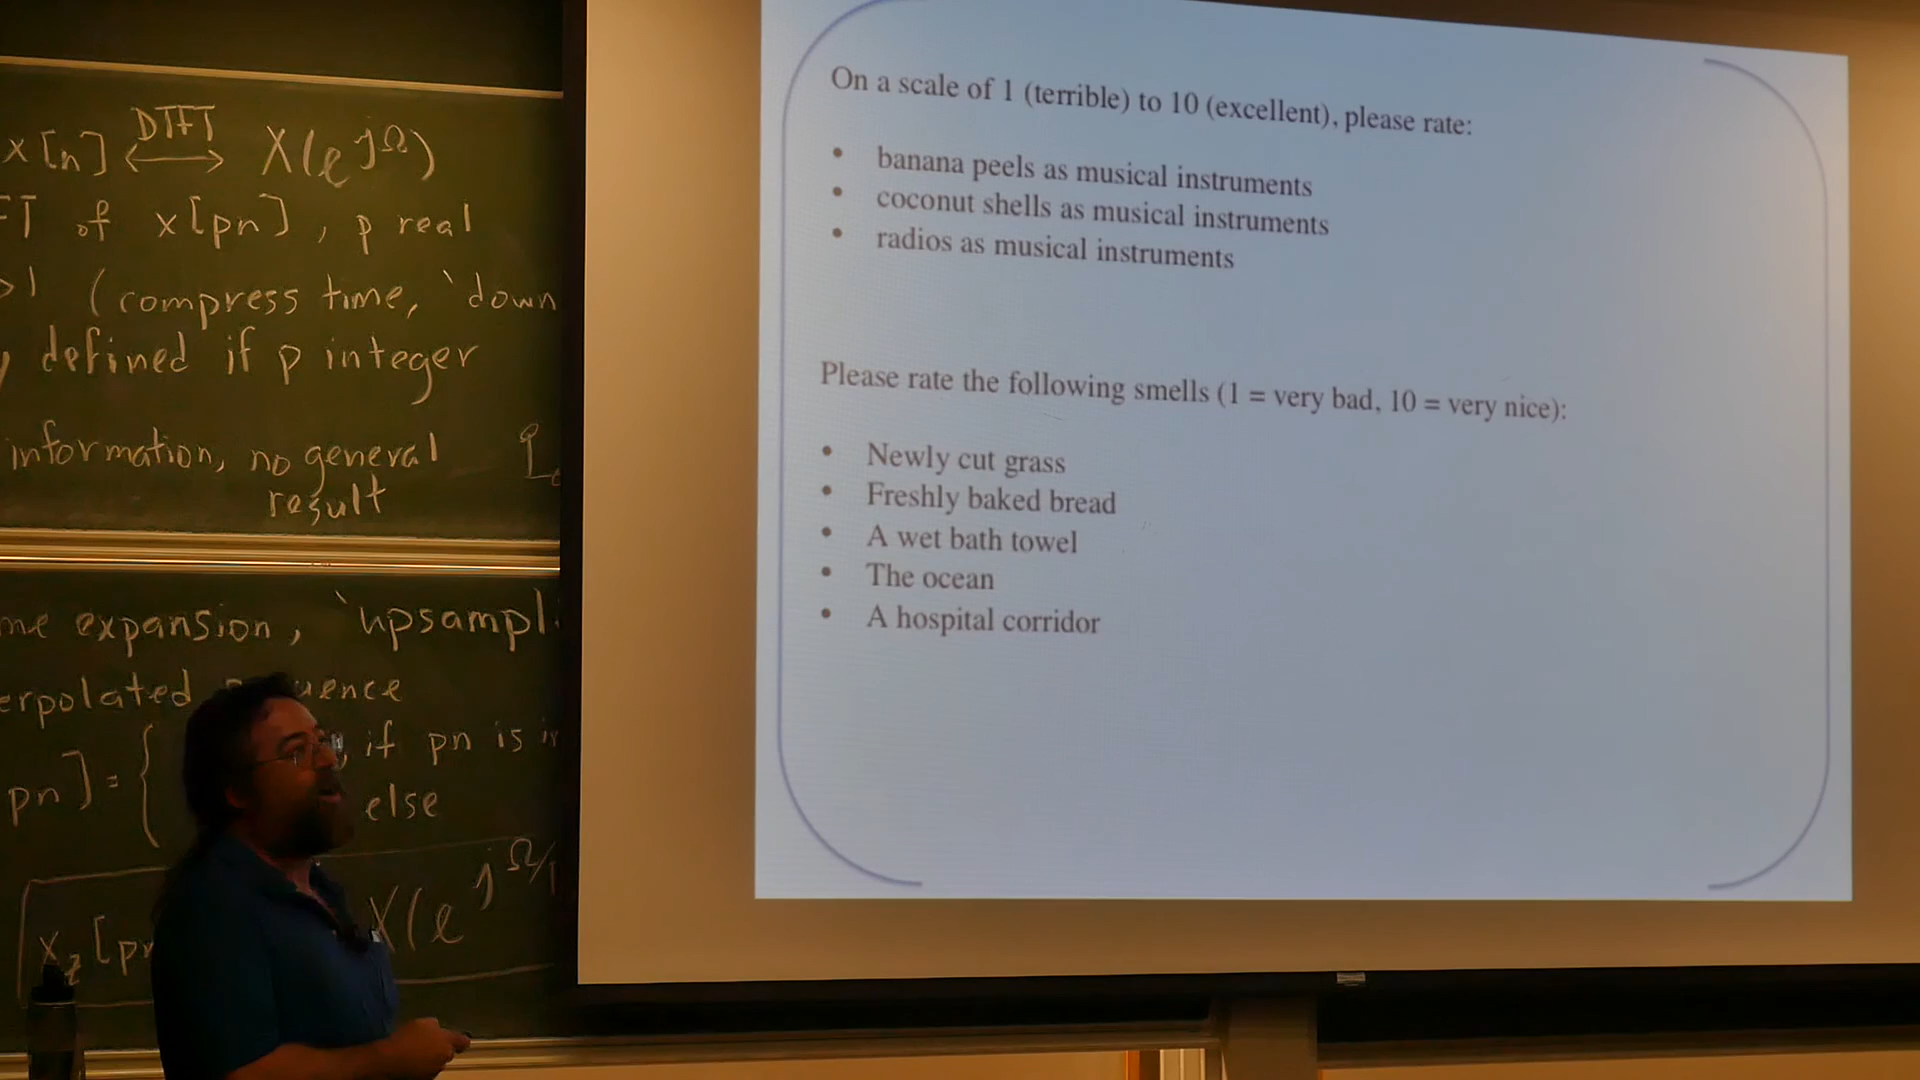 DTFT
x[n] ⟷ X(e^jΩ)
FT of x[pn], p real
>1 (compress time, `down
y defined if p integer
information, no general
result
me expansion, `upsampl
erpolated sequence
if pn is
pn] = {
else
x_z[pn X(e^jΩ/
On a scale of 1 (terrible) to 10 (excellent), please rate:
• banana peels as musical instruments
• coconut shells as musical instruments
• radios as musical instruments
Please rate the following smells (1 = very bad, 10 = very nice):
• Newly cut grass
• Freshly baked bread
• A wet bath towel
• The ocean
• A hospital corridor